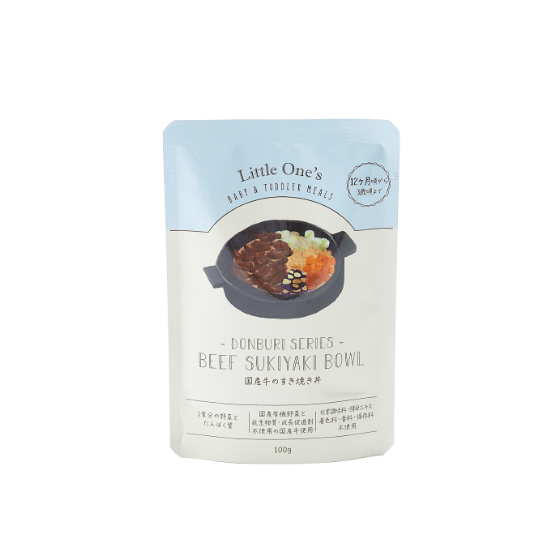 Little One's
BABY & TODDLER MEALS
12ヶ月頃から
3歳頃まで
- DONBURI SERIES -
BEEF SUKIYAKI BOWL
国産牛のすき焼き丼
1食分の野菜と
たんぱく質
国産有機野菜と
抗生物質・成長促進剤
不使用の国産牛使用
化学調味料・酵母エキス
着色料・香料・保存料
不使用
100g